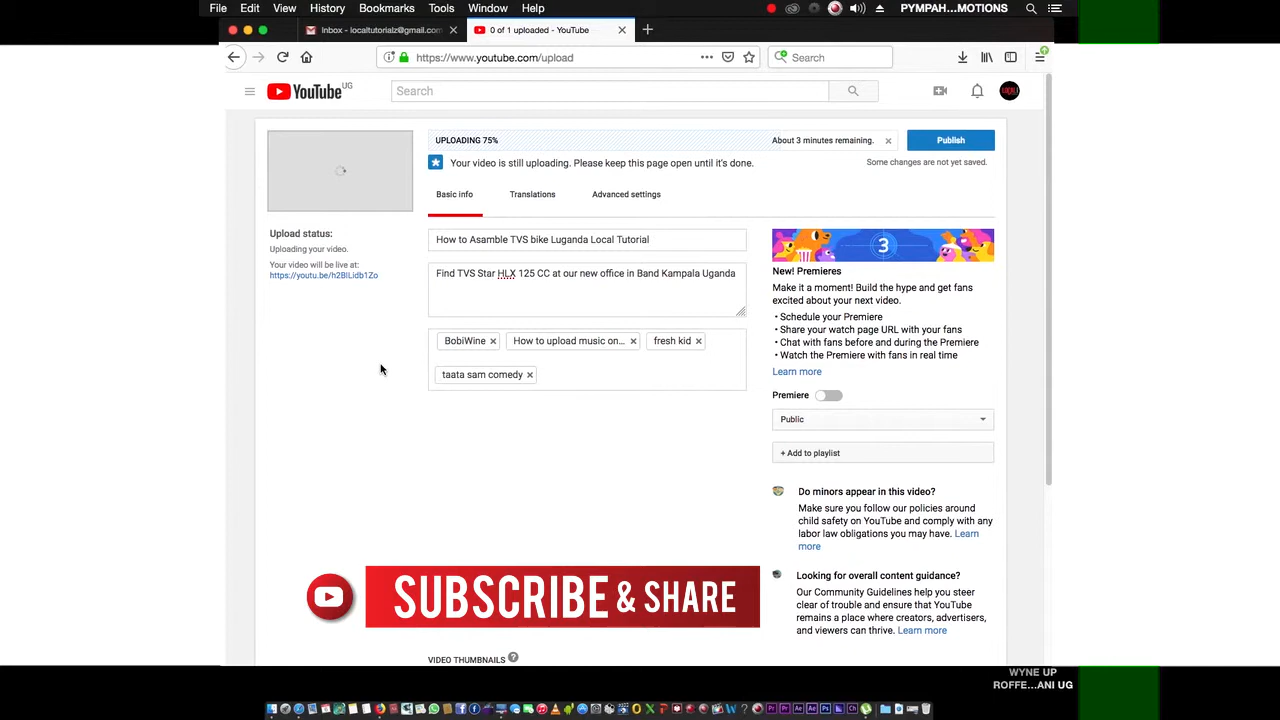 File Edit View History Bookmarks Tools Window Help PYMPAH...MOTIONS
Inbox - localtutorialz@gmail.com
0 of 1 uploaded - YouTube
https://www.youtube.com/upload
Search
YouTube UG
Search
UPLOADING 75% About 3 minutes remaining.
Publish
Your video is still uploading. Please keep this page open until it's done.
Some changes are not yet saved.
Basic info Translations Advanced settings
Upload status:
Uploading your video.
Your video will be live at:
https://youtu.be/h2BlLidb1Zo
How to Asamble TVS bike Luganda Local Tutorial
Find TVS Star HLX 125 CC at our new office in Band Kampala Uganda
BobiWine
How to upload music on...
fresh kid
taata sam comedy
3
New! Premieres
Make it a moment! Build the hype and get fans
excited about your next video.
• Schedule your Premiere
• Share your watch page URL with your fans
• Chat with fans before and during the Premiere
• Watch the Premiere with fans in real time
Learn more
Premiere
Public
+ Add to playlist
Do minors appear in this video?
Make sure you follow our policies around
child safety on YouTube and comply with any
labor law obligations you may have. Learn
more
Looking for overall content guidance?
Our Community Guidelines help you steer
clear of trouble and ensure that YouTube
remains a place where creators, advertisers,
and viewers can thrive. Learn more
SUBSCRIBE & SHARE
VIDEO THUMBNAILS ?
WYNE UP
ROFFE...ANI UG